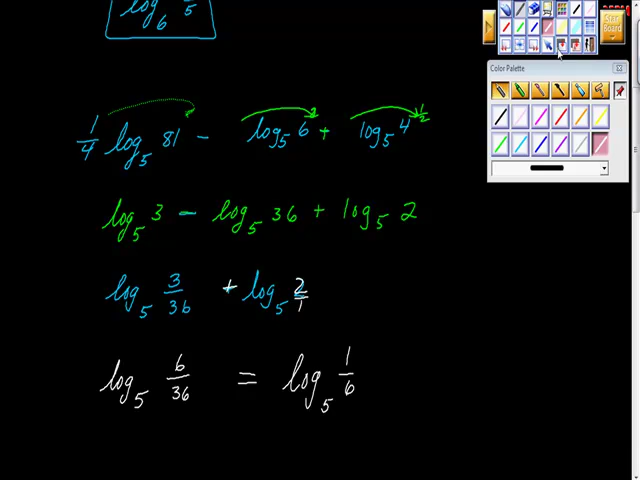 log₆ 5
Color Palette
1/4 log₅ 81 − log₅ 6² + log₅ 4^(1/2)
log₅ 3 − log₅ 36 + log₅ 2
log₅ 3/36 + log₅ 2/1
log₅ 6/36 = log₅ 1/6